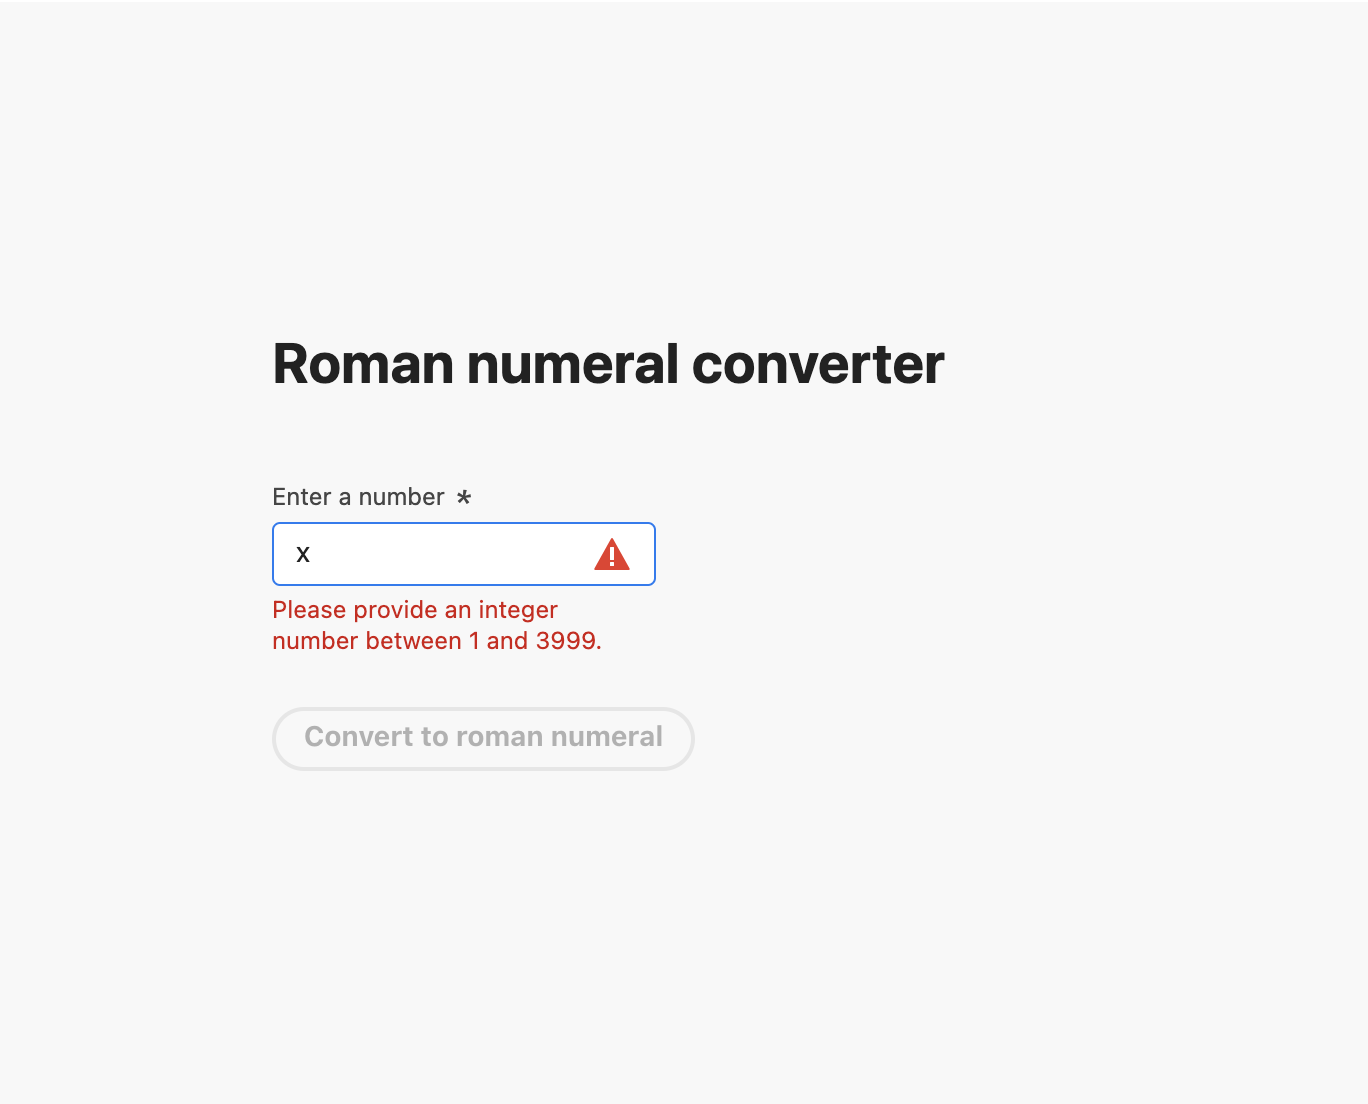 Roman numeral converter
Enter a number *
x
Please provide an integer
number between 1 and 3999.
Convert to roman numeral